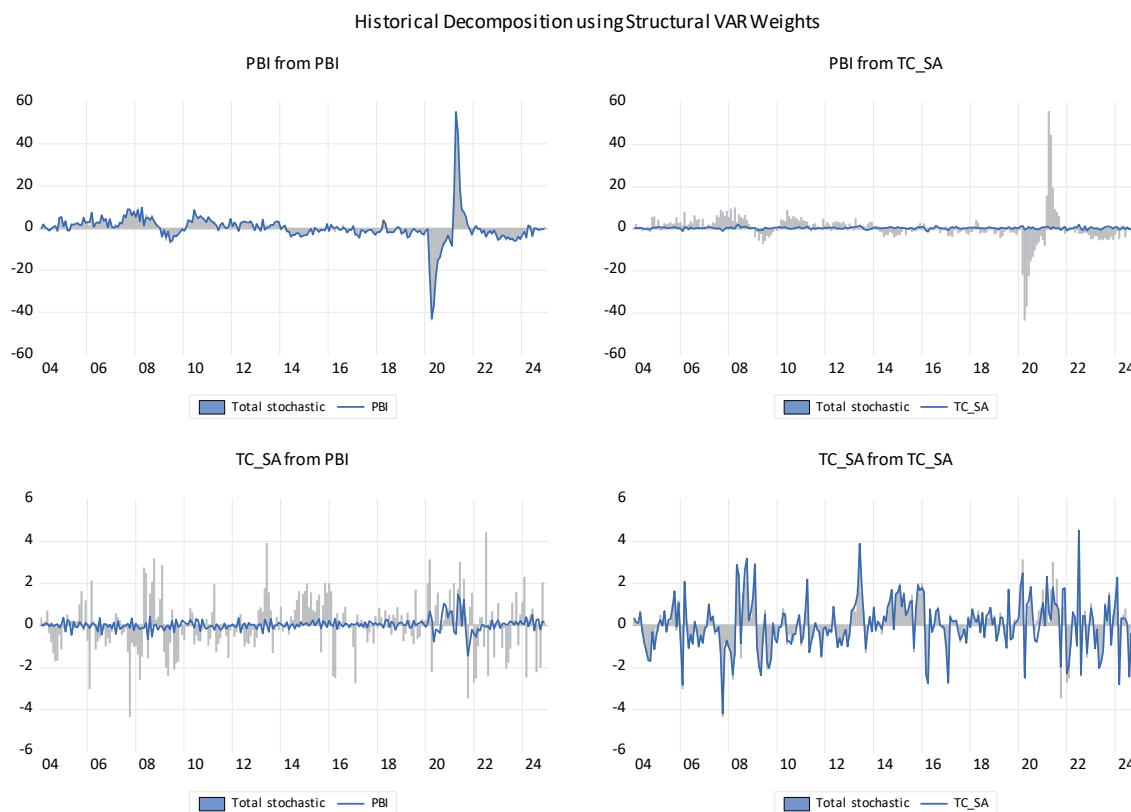 Historical Decomposition using Structural VAR Weights
PBI from PBI
60
40
20
0
-20
-40
-60
04 06 08 10 12 14 16 18 20 22 24
Total stochastic PBI
PBI from TC_SA
60
40
20
0
-20
-40
-60
04 06 08 10 12 14 16 18 20 22 24
Total stochastic TC_SA
TC_SA from PBI
6
4
2
0
-2
-4
-6
04 06 08 10 12 14 16 18 20 22 24
Total stochastic PBI
TC_SA from TC_SA
6
4
2
0
-2
-4
-6
04 06 08 10 12 14 16 18 20 22 24
Total stochastic TC_SA